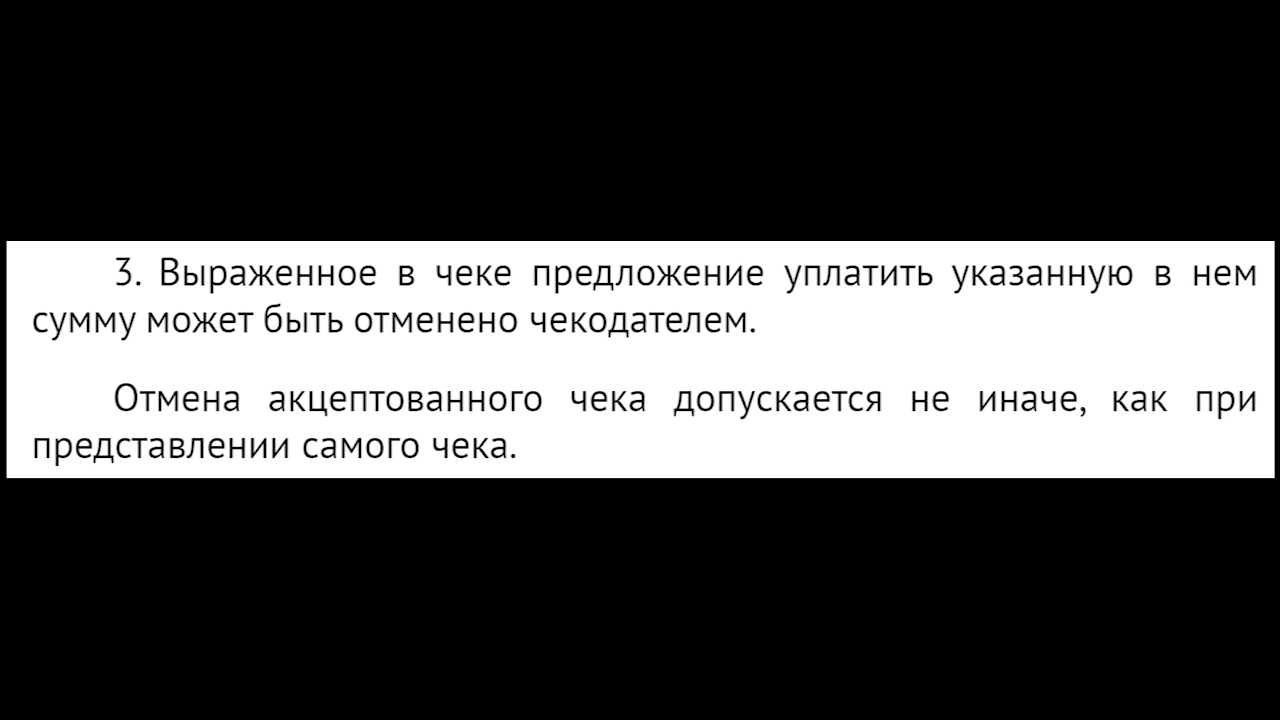 3. Выраженное в чеке предложение уплатить указанную в нем
сумму может быть отменено чекодателем.
Отмена акцептованного чека допускается не иначе, как при
представлении самого чека.